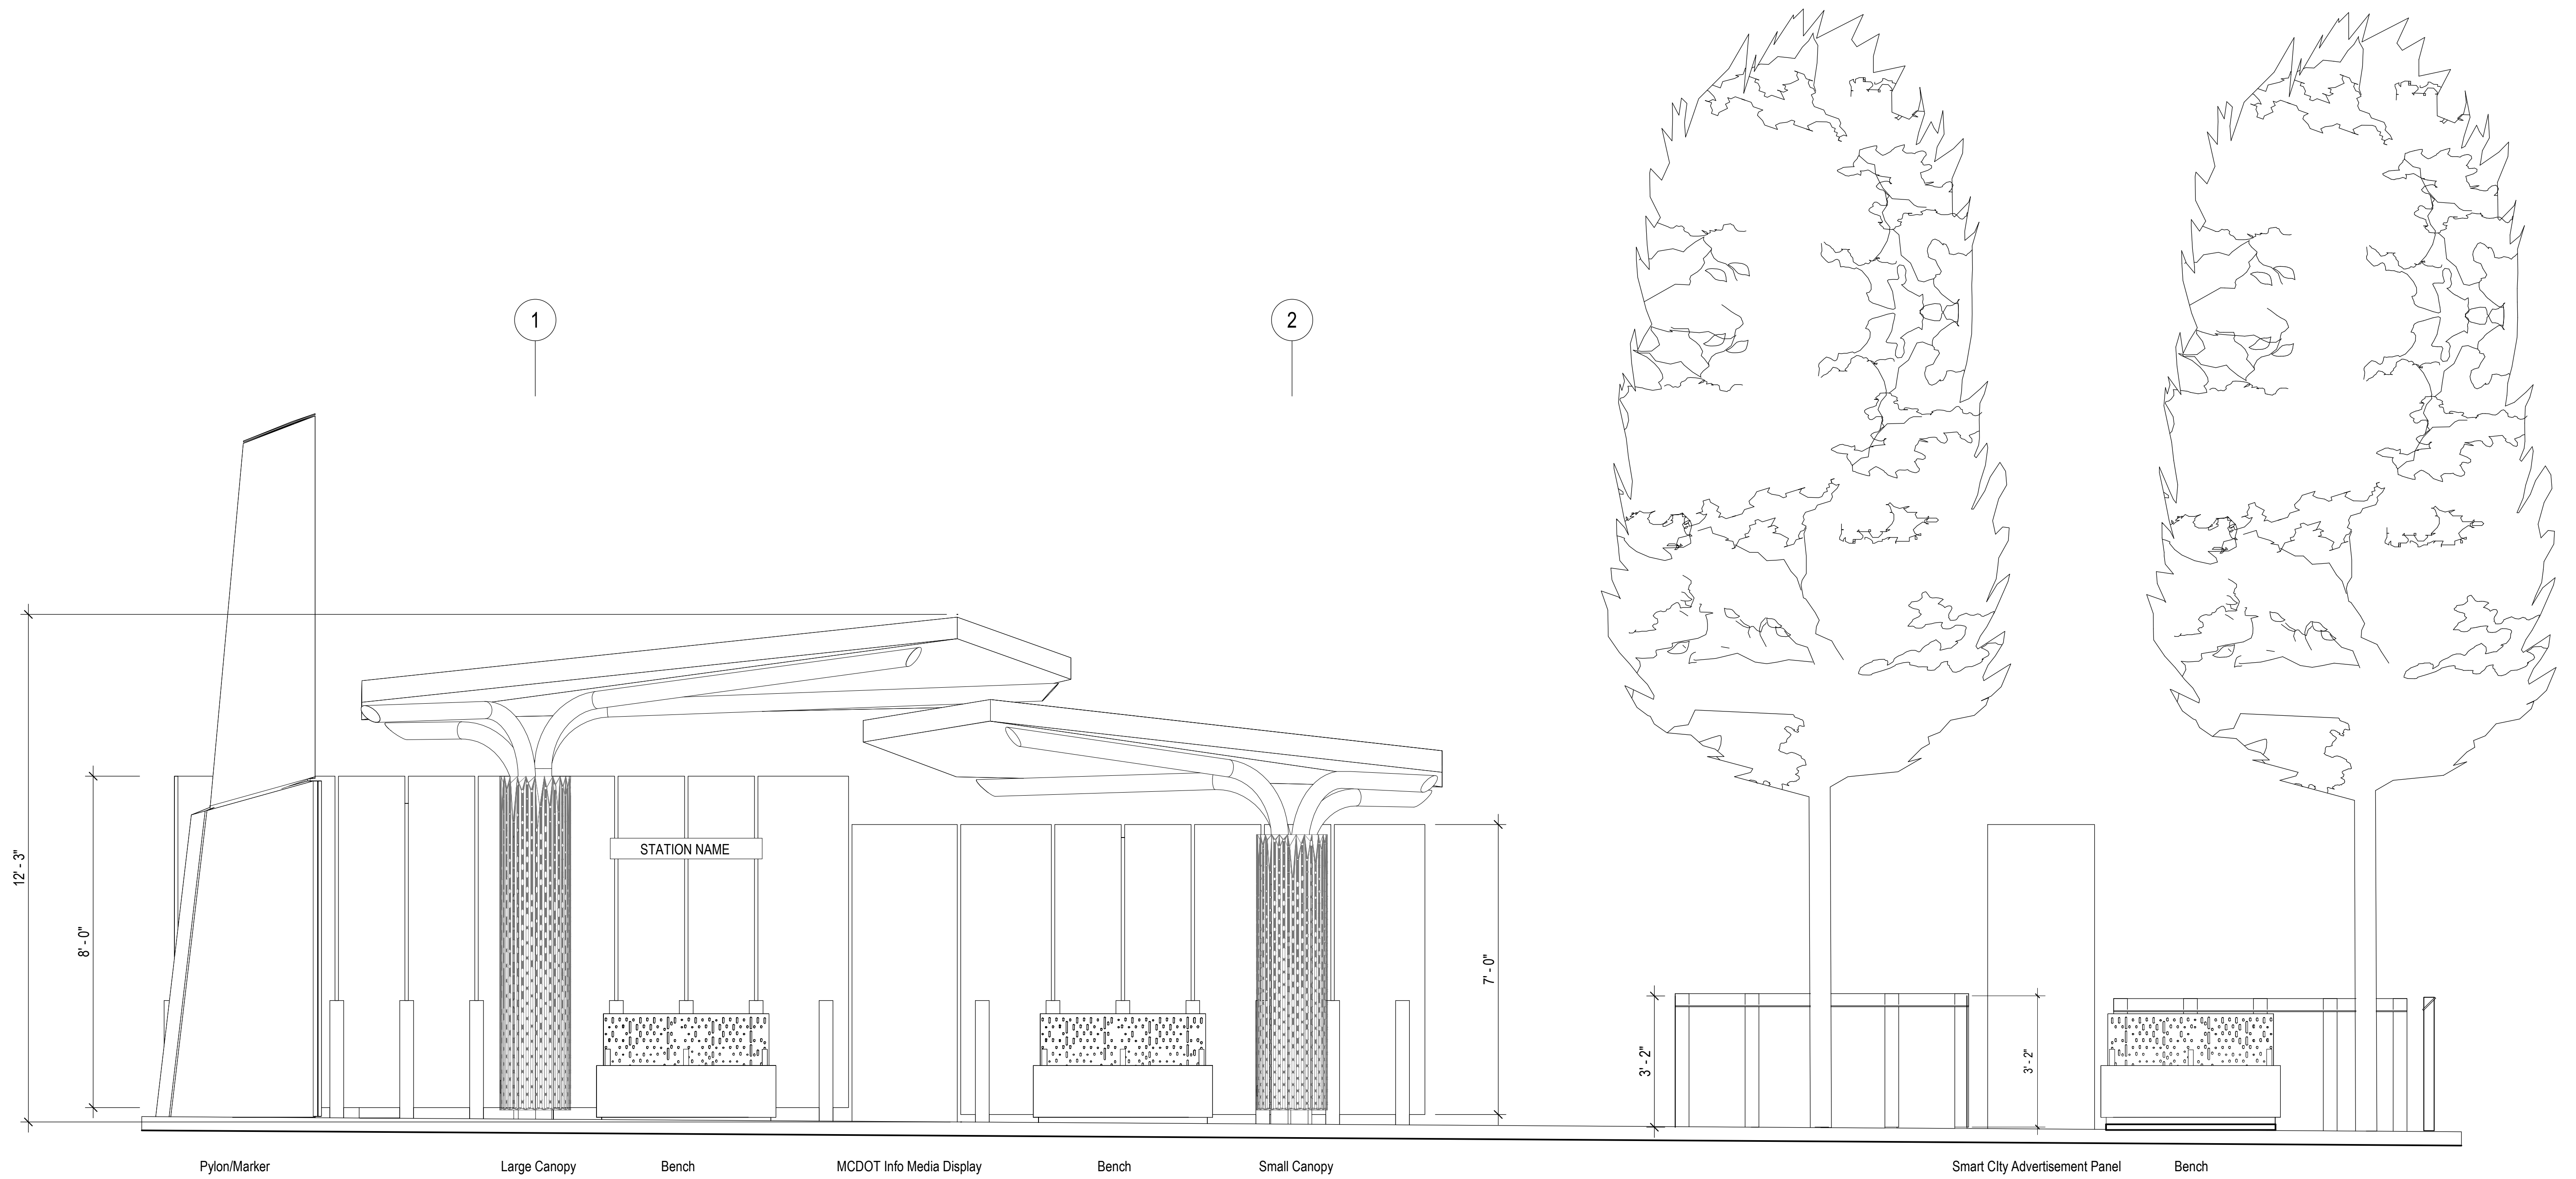 1
2
12' - 3"
8' - 0"
STATION NAME
7' - 0"
3' - 2"
3' - 2"
Pylon/Marker
Large Canopy
Bench
MCDOT Info Media Display
Bench
Small Canopy
Smart CIty Advertisement Panel
Bench